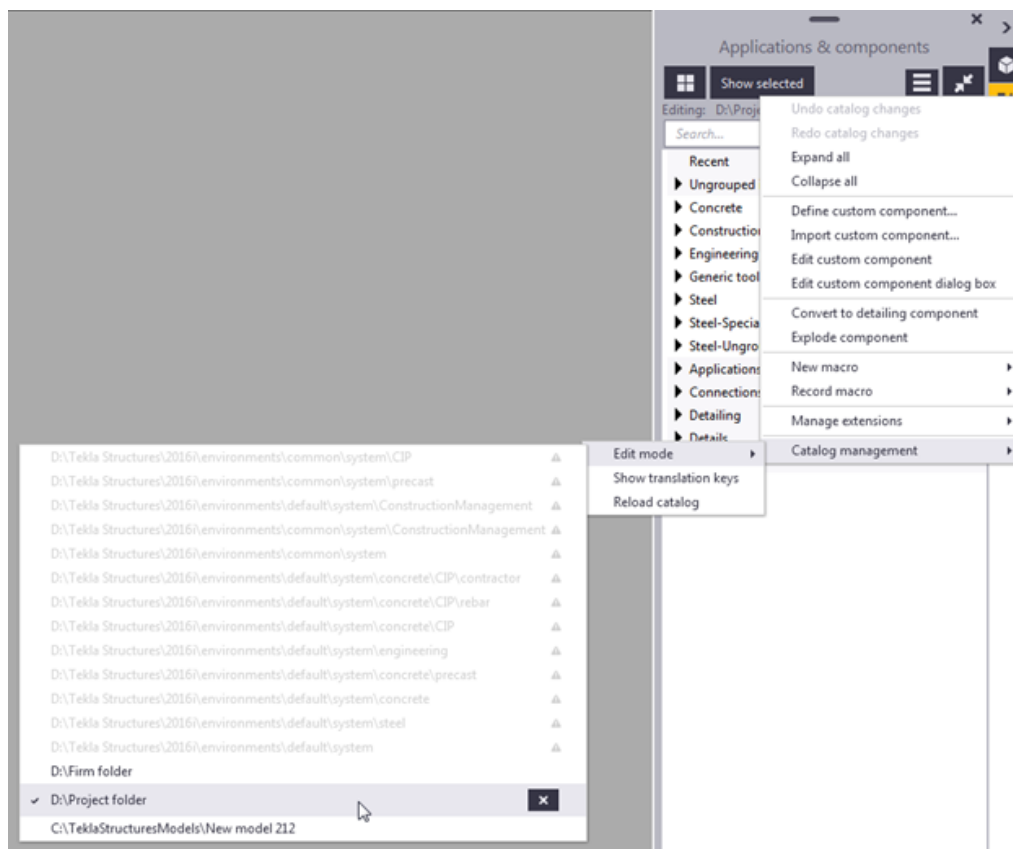 Applications & components
Show selected
Editing: D:\Proje
Search...
Recent
Ungrouped
Concrete
Construction
Engineering
Generic tool
Steel
Steel-Specia
Steel-Ungro
Applications
Connections
Detailing
Details
Undo catalog changes
Redo catalog changes
Expand all
Collapse all
Define custom component...
Import custom component...
Edit custom component
Edit custom component dialog box
Convert to detailing component
Explode component
New macro
Record macro
Manage extensions
Catalog management
Edit mode
Show translation keys
Reload catalog
D:\Tekla Structures\2016i\environments\common\system\CIP
D:\Tekla Structures\2016i\environments\common\system\precast
D:\Tekla Structures\2016i\environments\default\system\ConstructionManagement
D:\Tekla Structures\2016i\environments\common\system\ConstructionManagement
D:\Tekla Structures\2016i\environments\common\system
D:\Tekla Structures\2016i\environments\default\system\concrete\CIP\contractor
D:\Tekla Structures\2016i\environments\default\system\concrete\CIP\rebar
D:\Tekla Structures\2016i\environments\default\system\concrete\CIP
D:\Tekla Structures\2016i\environments\default\system\engineering
D:\Tekla Structures\2016i\environments\default\system\concrete\precast
D:\Tekla Structures\2016i\environments\default\system\concrete
D:\Tekla Structures\2016i\environments\default\system\steel
D:\Tekla Structures\2016i\environments\default\system
D:\Firm folder
D:\Project folder
C:\TeklaStructuresModels\New model 212